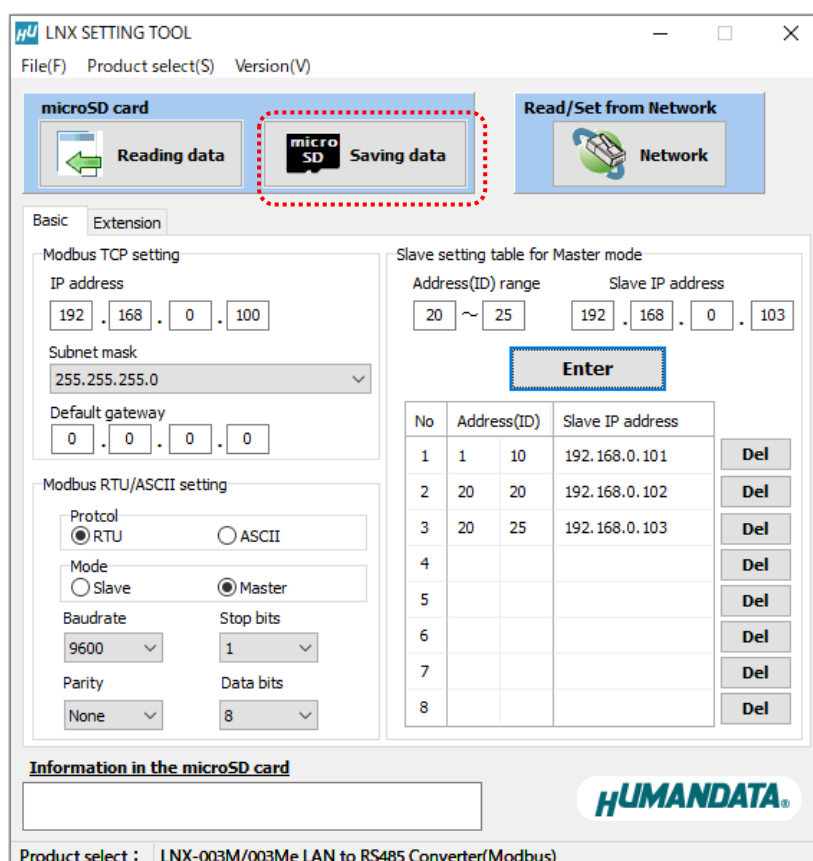 HU LNX SETTING TOOL
File(F) Product select(S) Version(V)
microSD card
Reading data
micro
SD
Saving data
Read/Set from Network
Network
Basic Extension
Modbus TCP setting
IP address
192 . 168 . 0 . 100
Subnet mask
255.255.255.0
Default gateway
0 . 0 . 0 . 0
Modbus RTU/ASCII setting
Protcol
RTU ASCII
Mode
Slave Master
Baudrate Stop bits
9600 1
Parity Data bits
None 8
Slave setting table for Master mode
Address(ID) range Slave IP address
20 ~ 25 192 . 168 . 0 . 103
Enter
No Address(ID) Slave IP address
1 1 10 192.168.0.101 Del
2 20 20 192.168.0.102 Del
3 20 25 192.168.0.103 Del
4 Del
5 Del
6 Del
7 Del
8 Del
Information in the microSD card
HUMANDATA®
Product select : LNX-003M/003Me LAN to RS485 Converter(Modbus)